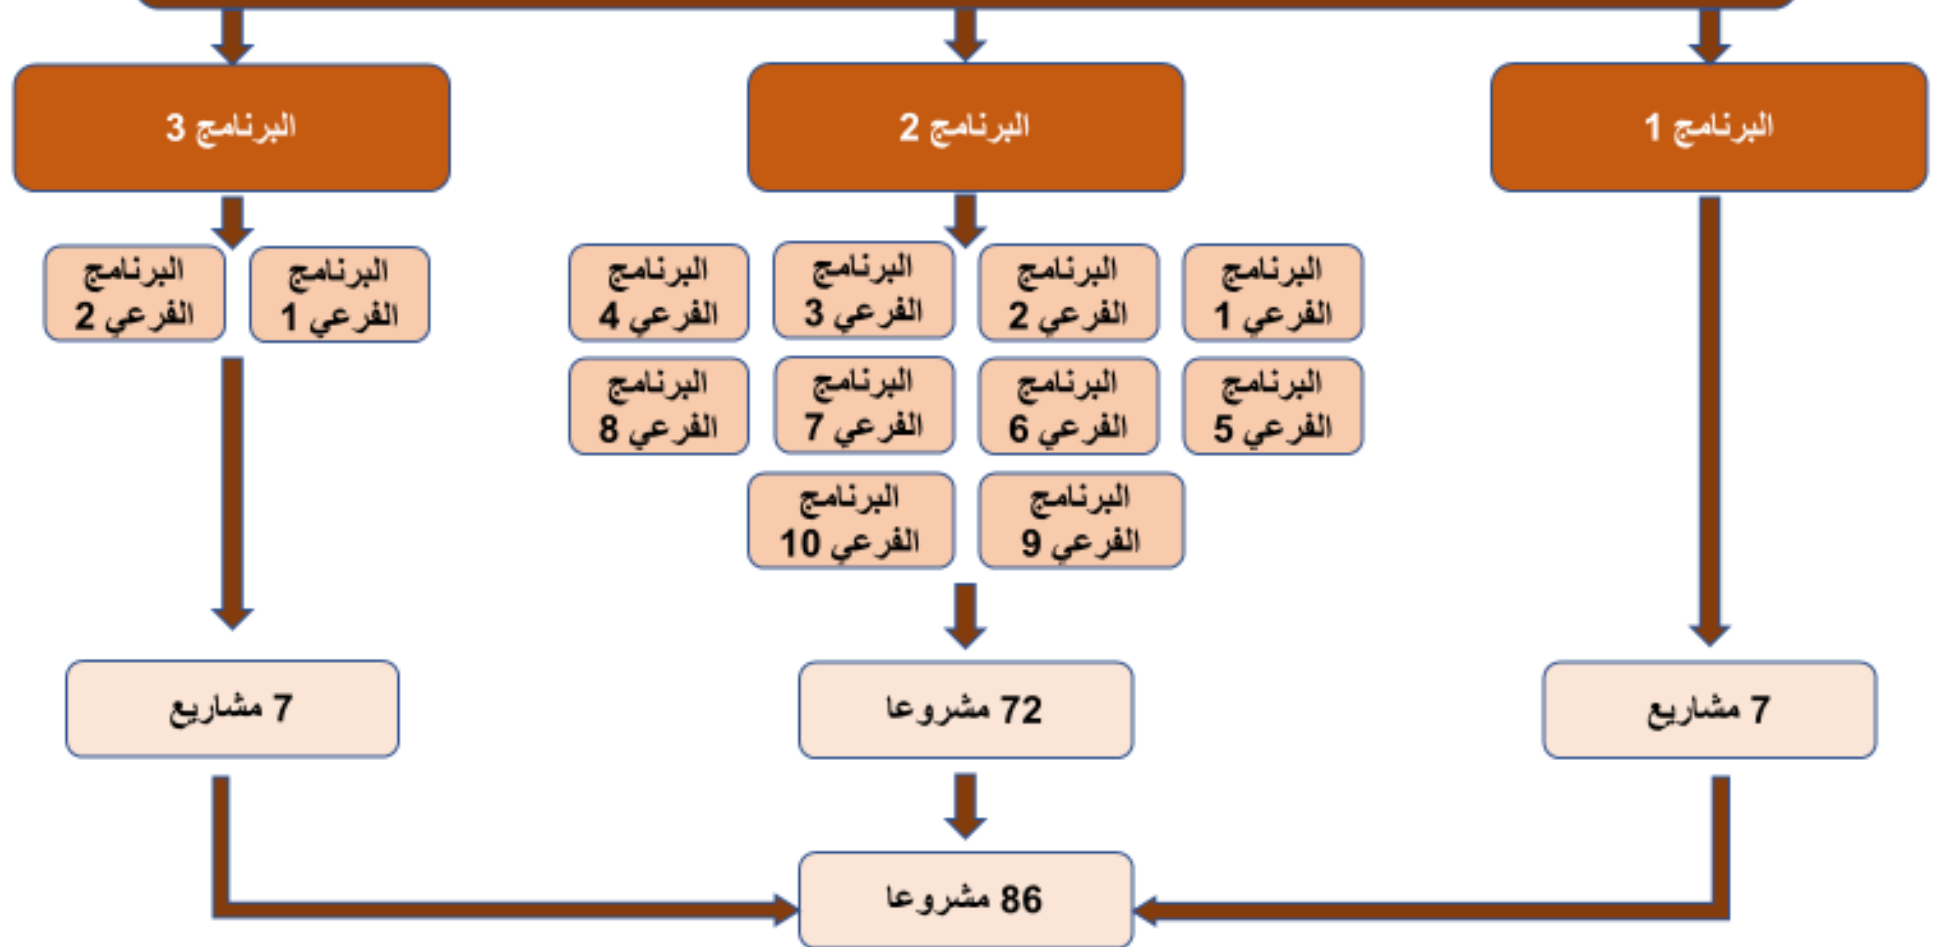 البرنامج 1
البرنامج 2
البرنامج 3
البرنامج
الفرعي 1
البرنامج
الفرعي 2
البرنامج
الفرعي 3
البرنامج
الفرعي 4
البرنامج
الفرعي 5
البرنامج
الفرعي 6
البرنامج
الفرعي 7
البرنامج
الفرعي 8
البرنامج
الفرعي 9
البرنامج
الفرعي 10
البرنامج
الفرعي 1
البرنامج
الفرعي 2
7 مشاريع
72 مشروعا
7 مشاريع
86 مشروعا